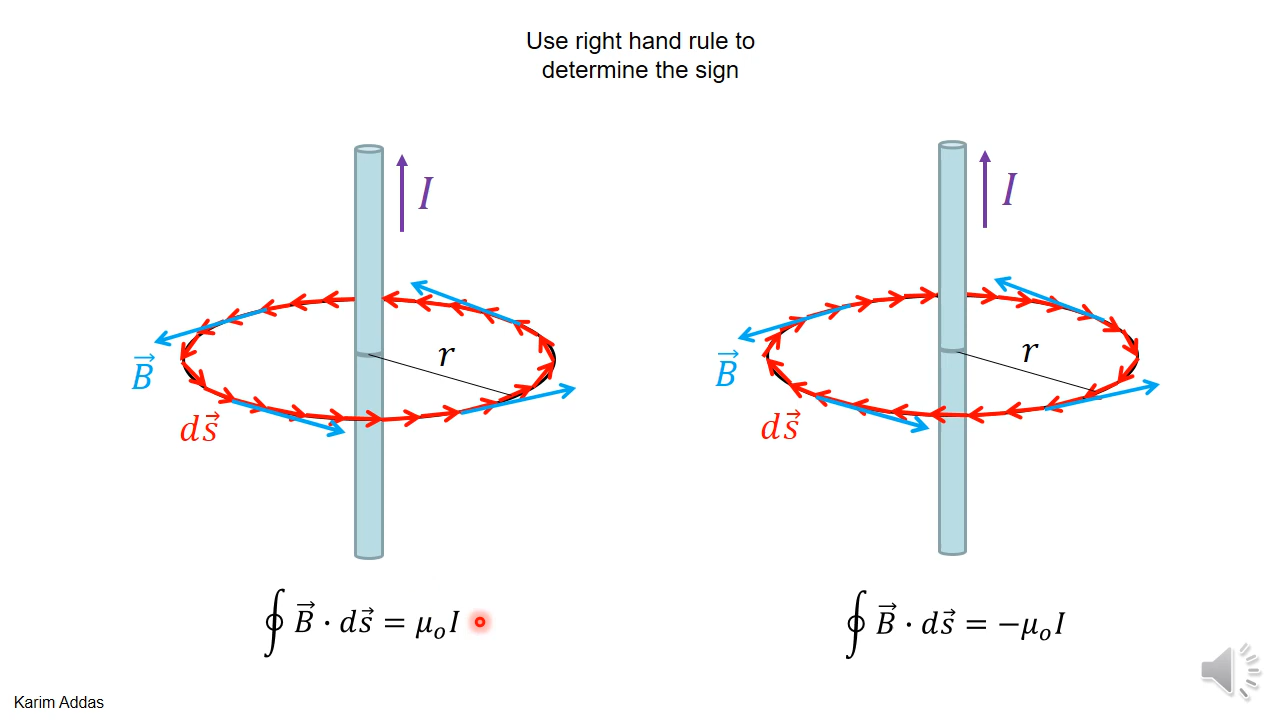 Use right hand rule to
determine the sign
I
I
r
r
B⃗
B⃗
ds⃗
ds⃗
∮ B⃗ · ds⃗ = μₒI
∮ B⃗ · ds⃗ = −μₒI
Karim Addas